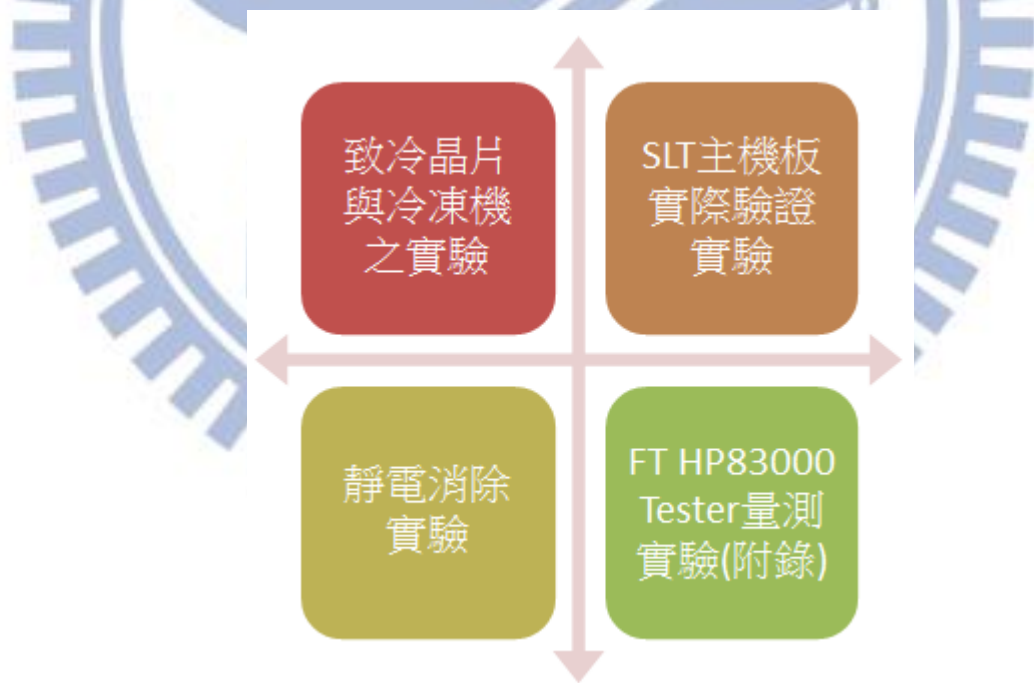 致冷晶片
與冷凍機
之實驗
SLT主機板
實際驗證
實驗
靜電消除
實驗
FT HP83000
Tester量測
實驗(附錄)